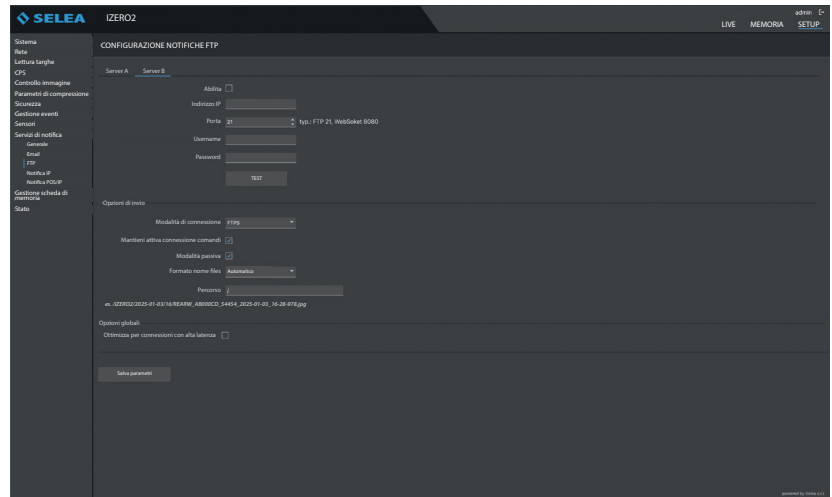 SELEA
IZERO2
admin
LIVE MEMORIA SETUP
Sistema
Rete
Lettura targhe
CPS
Controllo immagine
Parametri di compressione
Sicurezza
Gestione eventi
Sensori
Servizi di notifica
Generale
Email
FTP
Notifica IP
Notifica POS/IP
Gestione scheda di
memoria
Stato
CONFIGURAZIONE NOTIFICHE FTP
Server A Server B
Abilita
Indirizzo IP
Porta 21 typ.: FTP 21, WebSoket 8080
Username
Password
TEST
Opzioni di invio
Modalità di connessione FTPS
Mantieni attiva connessione comandi
Modalità passiva
Formato nome files Automatico
Percorso /
es. /IZERO2/2025-01-03/16/REARW_AB000CD_54454_2025-01-03_16-28-978.jpg
Opzioni globali
Ottimizza per connessioni con alta latenza
Salva parametri
powered by Selea s.r.l.